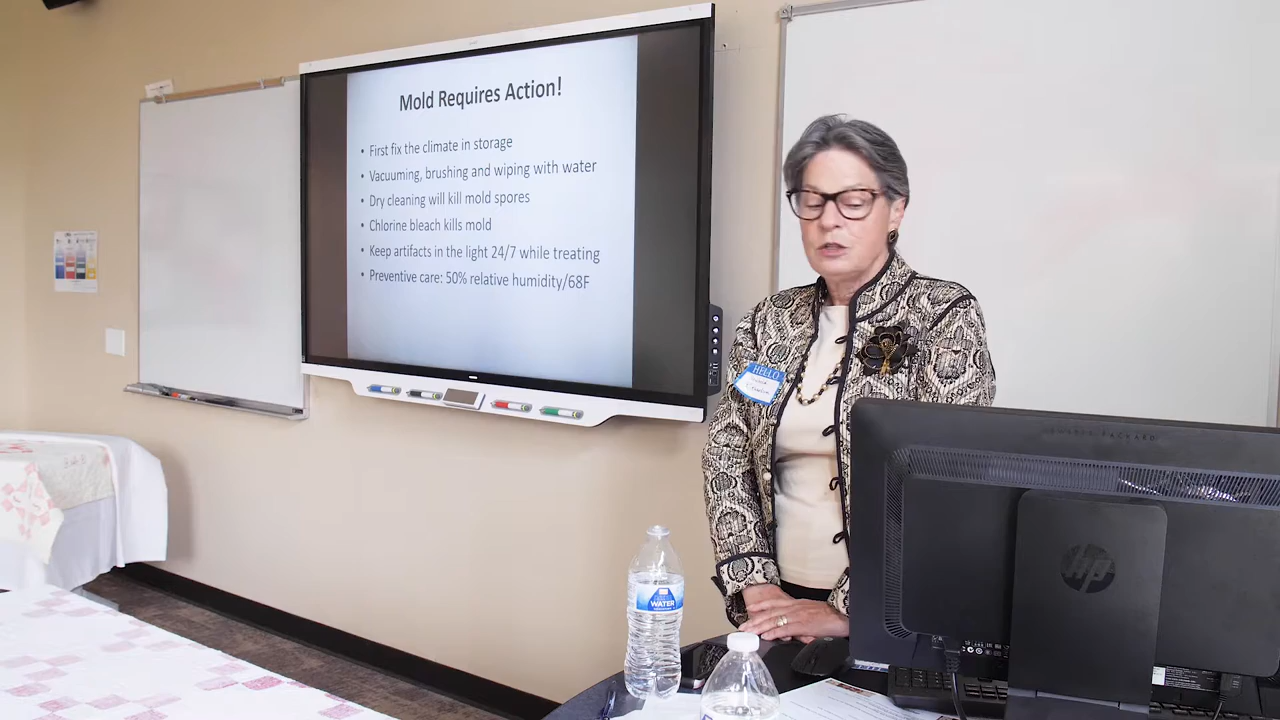 Mold Requires Action!
• First fix the climate in storage
• Vacuuming, brushing and wiping with water
• Dry cleaning will kill mold spores
• Chlorine bleach kills mold
• Keep artifacts in the light 24/7 while treating
• Preventive care: 50% relative humidity/68F
HELLO
WATER
hp